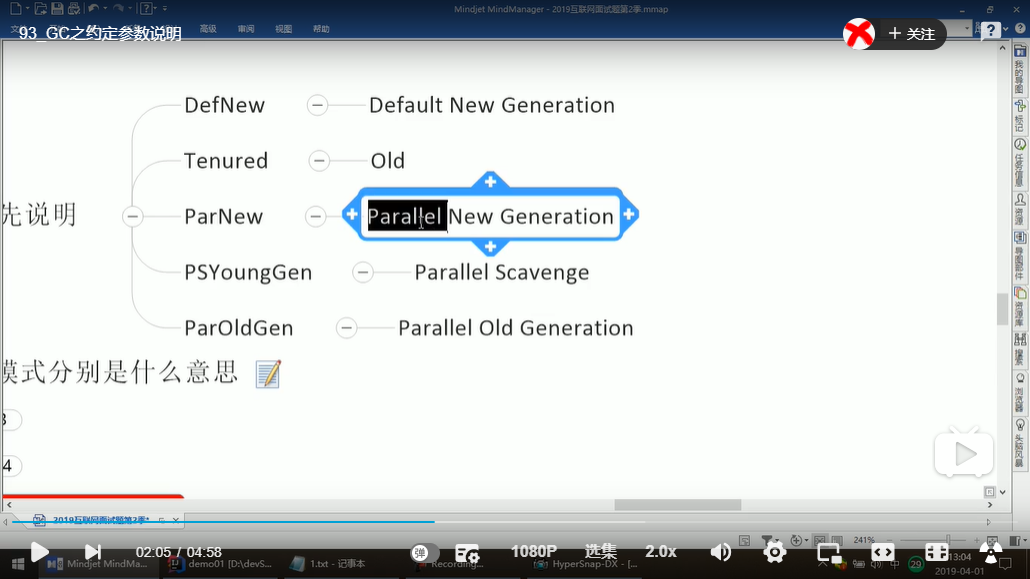 Mindjet MindManager - 2019互联网面试题第2季.mmap
93_GC之约定参数说明
高级
审阅
视图
帮助
+ 关注
DefNew
Default New Generation
Tenured
Old
先说明
ParNew
Parallel New Generation
PSYoungGen
Parallel Scavenge
ParOldGen
Parallel Old Generation
模式分别是什么意思
3
4
我的导图
标记
任务信息
资源
导图部件
资源库
搜索
浏览器
头脑风暴
2019互联网面试题第2季*
241%
02:05 / 04:58
弹
1080P
选集
2.0x
Mindjet MindMa...
demo01 [D:\devS...
1.txt - 记事本
Recording...
HyperSnap-DX - [...
中
29
13:04
2019-04-01